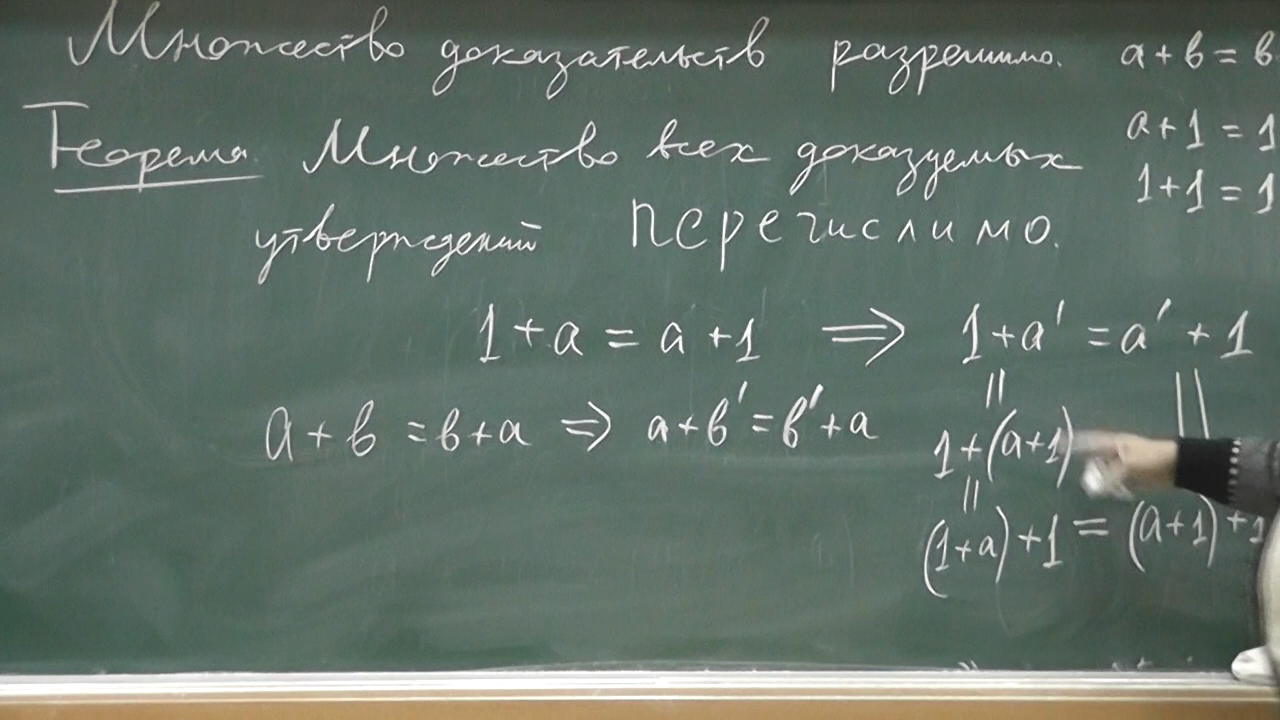 Множество доказательств разрешимо. a + b = b
Теорема. Множество всех доказуемых a + 1 = 1
1 + 1 = 1
утверждений перечислимо.
1 + a = a + 1 ⟹ 1 + a' = a' + 1
|| ||
a + b = b + a ⟹ a + b' = b' + a 1 + (a + 1)
||
(1 + a) + 1 = (a + 1) + 1